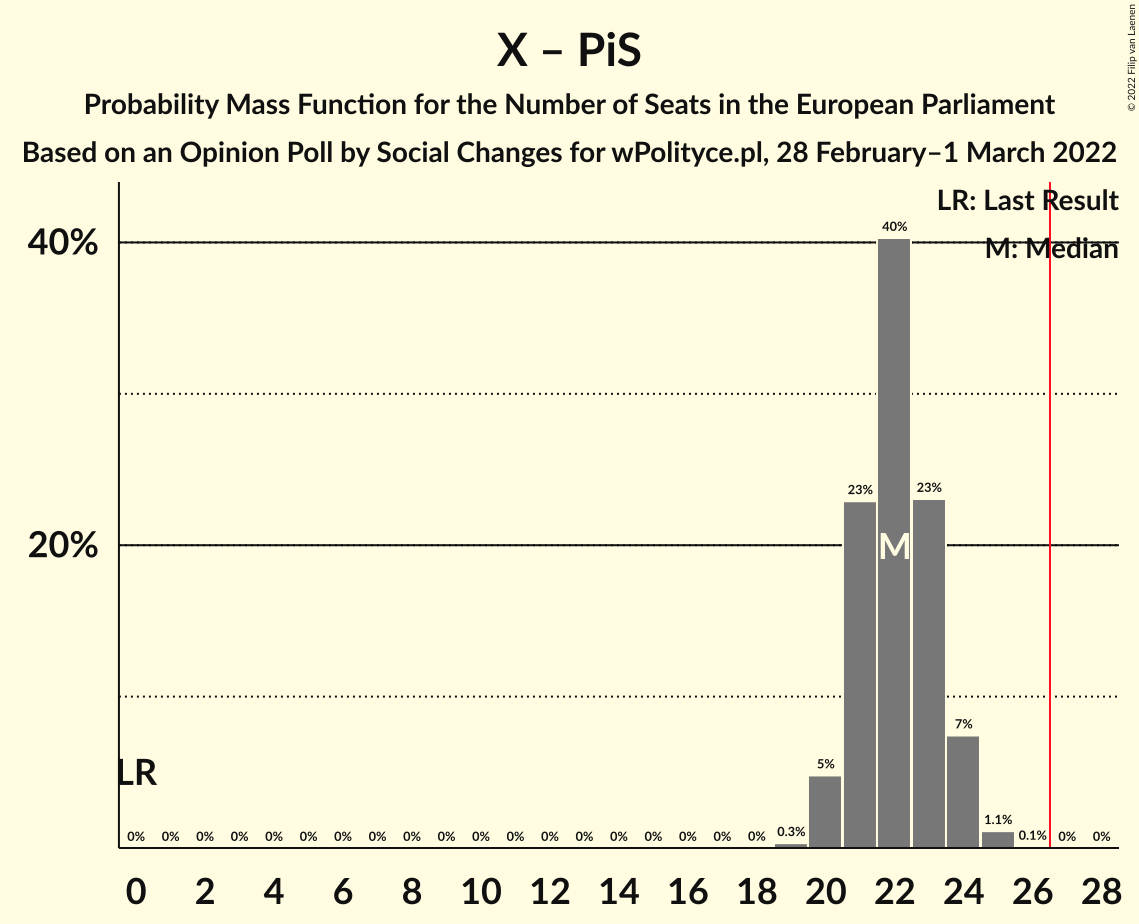 X – PiS
Probability Mass Function for the Number of Seats in the European Parliament
Based on an Opinion Poll by Social Changes for wPolityce.pl, 28 February–1 March 2022
© 2022 Filip van Laenen
LR: Last Result
M: Median
40%
40%
23%
23%
20%
M
7%
LR
5%
1.1%
0% 0% 0% 0% 0% 0% 0% 0% 0% 0% 0% 0% 0% 0% 0% 0% 0% 0% 0% 0.3% 0.1% 0% 0%
0 2 4 6 8 10 12 14 16 18 20 22 24 26 28